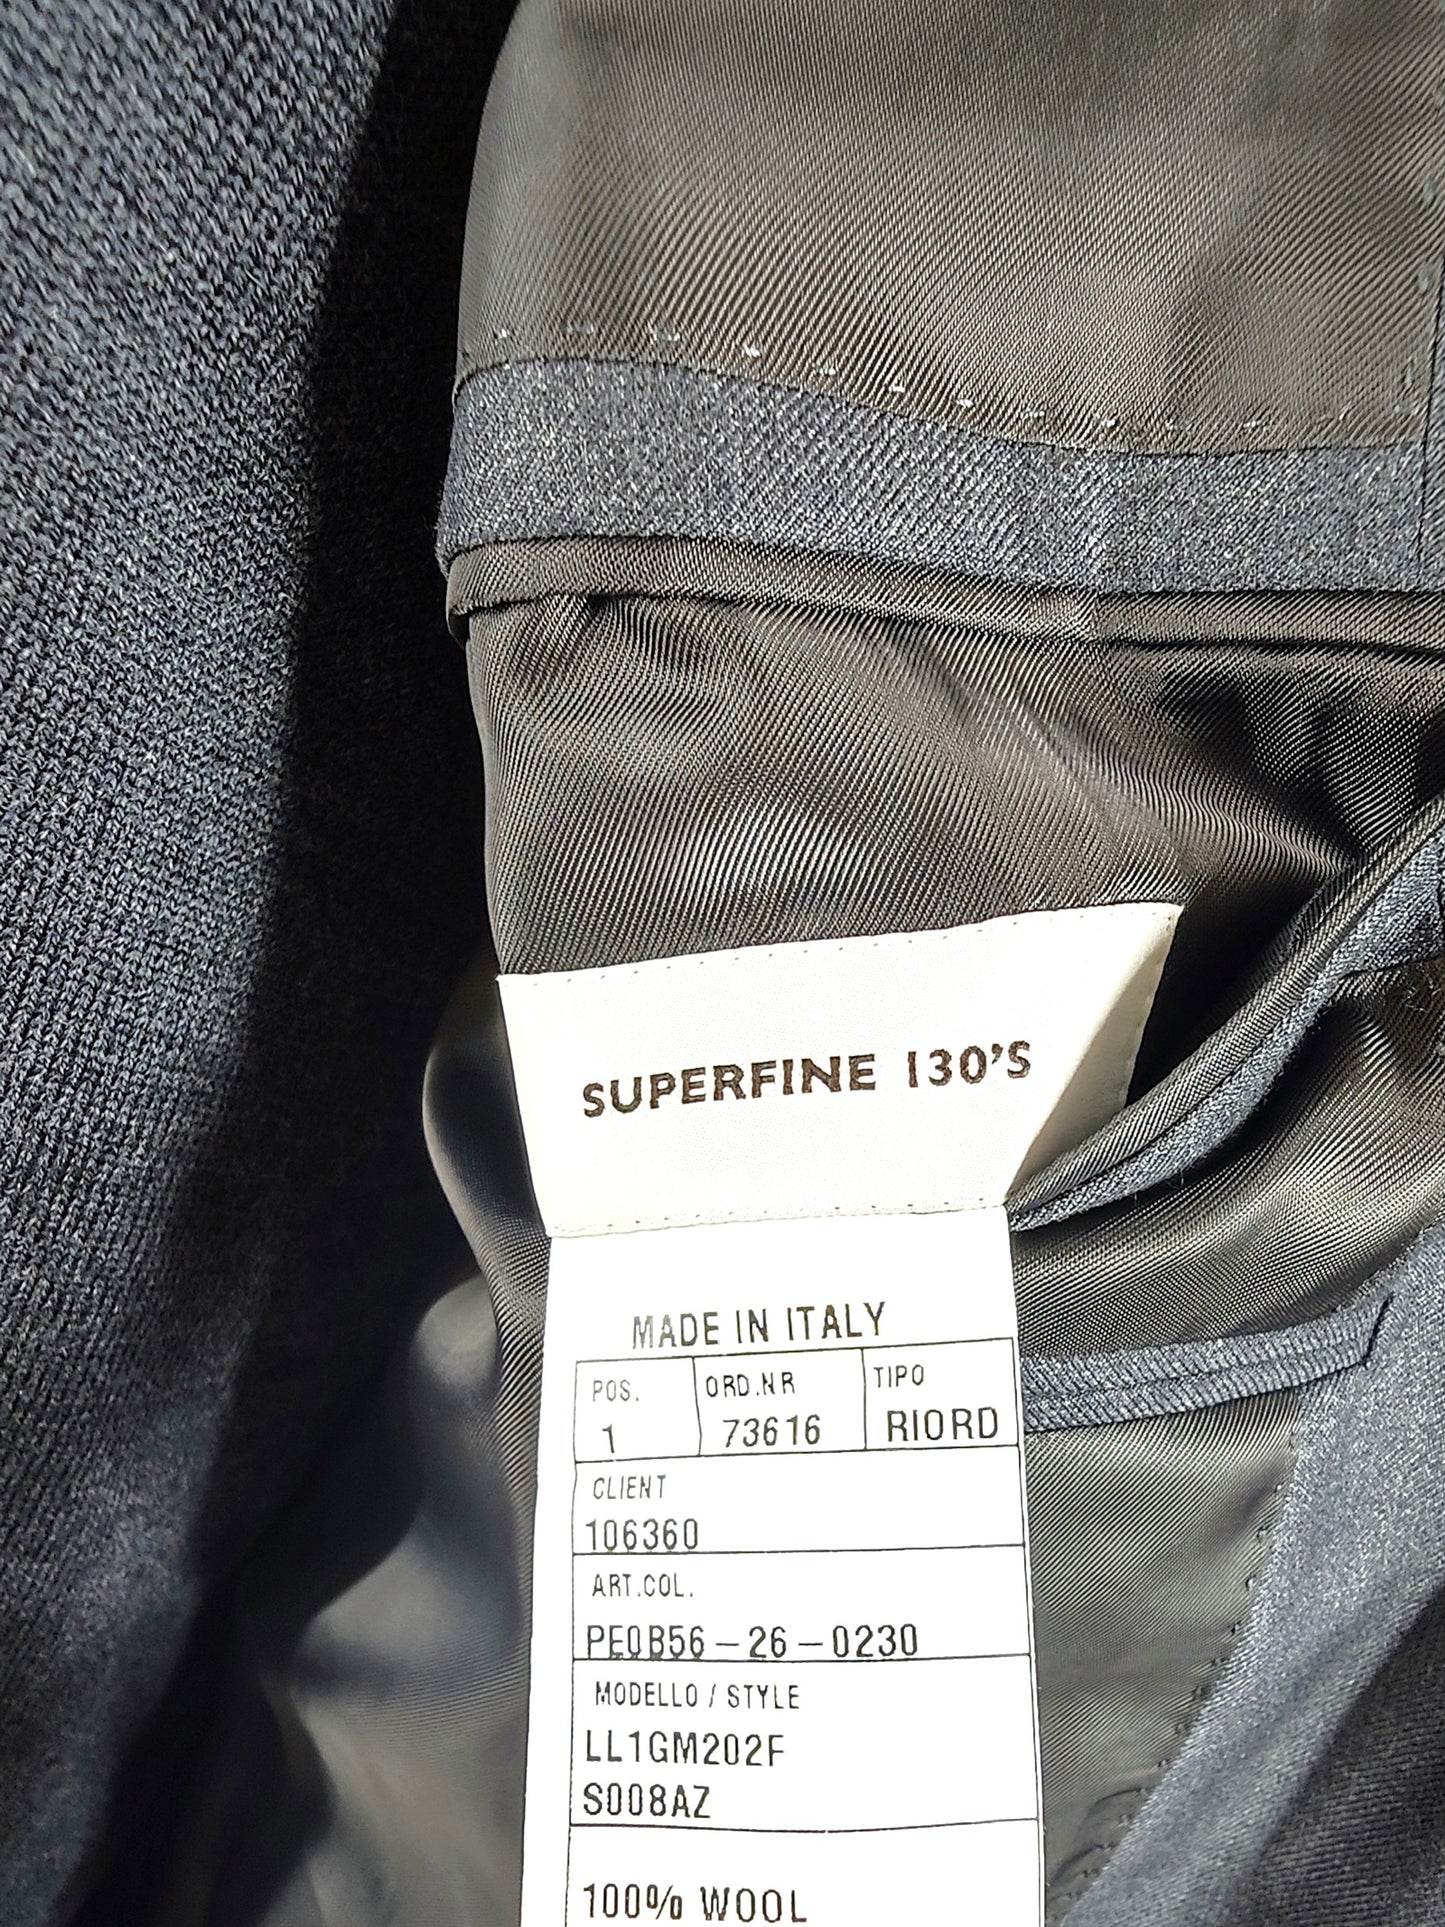 SUPERFINE 130'S
MADE IN ITALY
POS. ORD.NR TIPO
1 73616 RIORD
CLIENT
106360
ART.COL.
PE0B56-26-0230
MODELLO / STYLE
LL1GM202F
S008AZ
100% WOOL